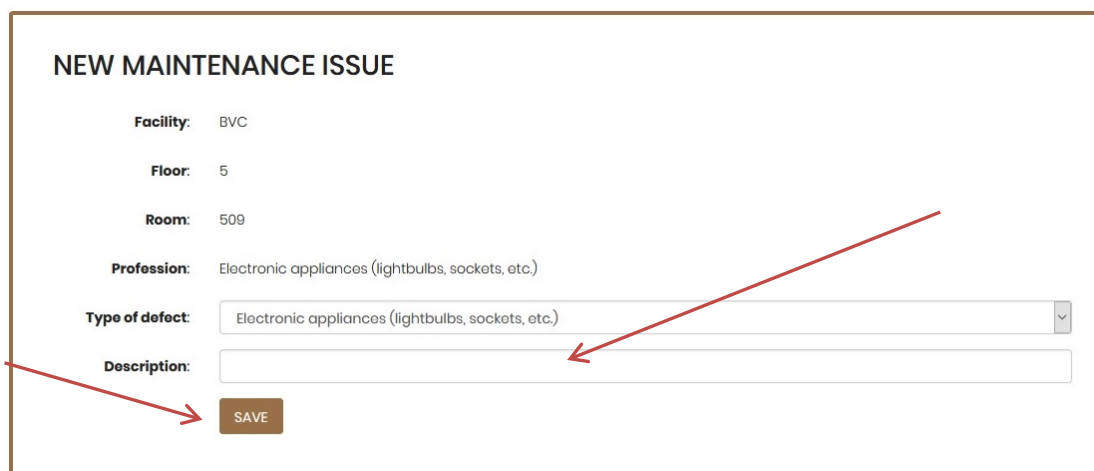 NEW MAINTENANCE ISSUE
Facility: BVC
Floor: 5
Room: 509
Profession: Electronic appliances (lightbulbs, sockets, etc.)
Type of defect: Electronic appliances (lightbulbs, sockets, etc.)
Description:
SAVE